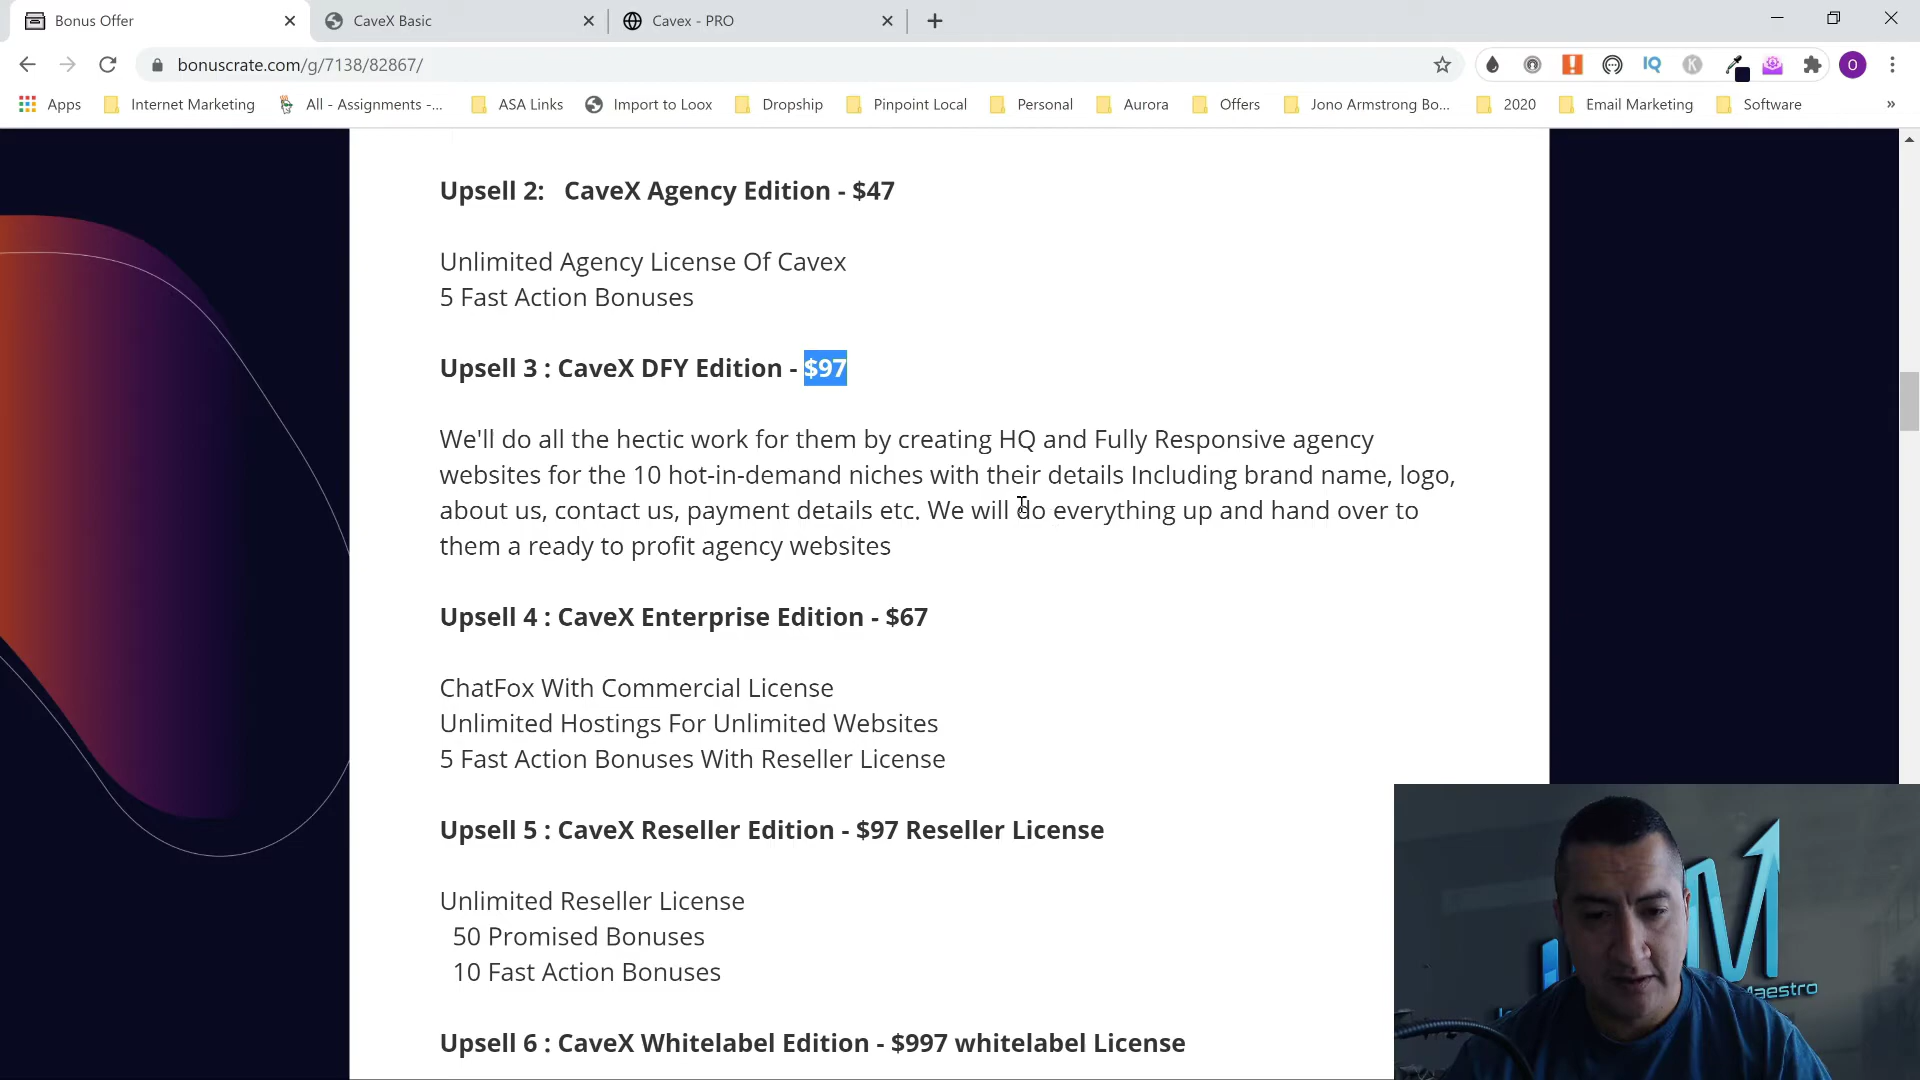 Bonus Offer
CaveX Basic
Cavex - PRO
bonuscrate.com/g/7138/82867/
IQ
K
O
Apps
Internet Marketing
All - Assignments -...
ASA Links
Import to Loox
Dropship
Pinpoint Local
Personal
Aurora
Offers
Jono Armstrong Bo...
2020
Email Marketing
Software
»
Upsell 2: CaveX Agency Edition - $47
Unlimited Agency License Of Cavex
5 Fast Action Bonuses
Upsell 3 : CaveX DFY Edition - $97
We'll do all the hectic work for them by creating HQ and Fully Responsive agency
websites for the 10 hot-in-demand niches with their details Including brand name, logo,
about us, contact us, payment details etc. We will do everything up and hand over to
them a ready to profit agency websites
Upsell 4 : CaveX Enterprise Edition - $67
ChatFox With Commercial License
Unlimited Hostings For Unlimited Websites
5 Fast Action Bonuses With Reseller License
Upsell 5 : CaveX Reseller Edition - $97 Reseller License
Unlimited Reseller License
50 Promised Bonuses
10 Fast Action Bonuses
Upsell 6 : CaveX Whitelabel Edition - $997 whitelabel License